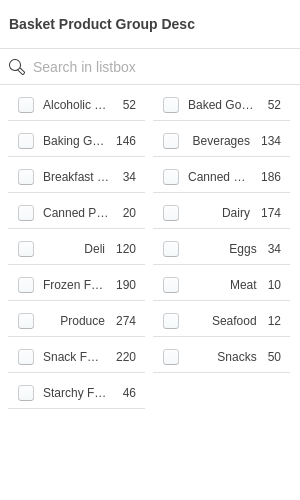 Basket Product Group Desc
Search in listbox
Alcoholic ... 52 Baked Go... 52
Baking G... 146 Beverages 134
Breakfast ... 34 Canned ... 186
Canned P... 20 Dairy 174
Deli 120 Eggs 34
Frozen F... 190 Meat 10
Produce 274 Seafood 12
Snack F... 220 Snacks 50
Starchy F... 46